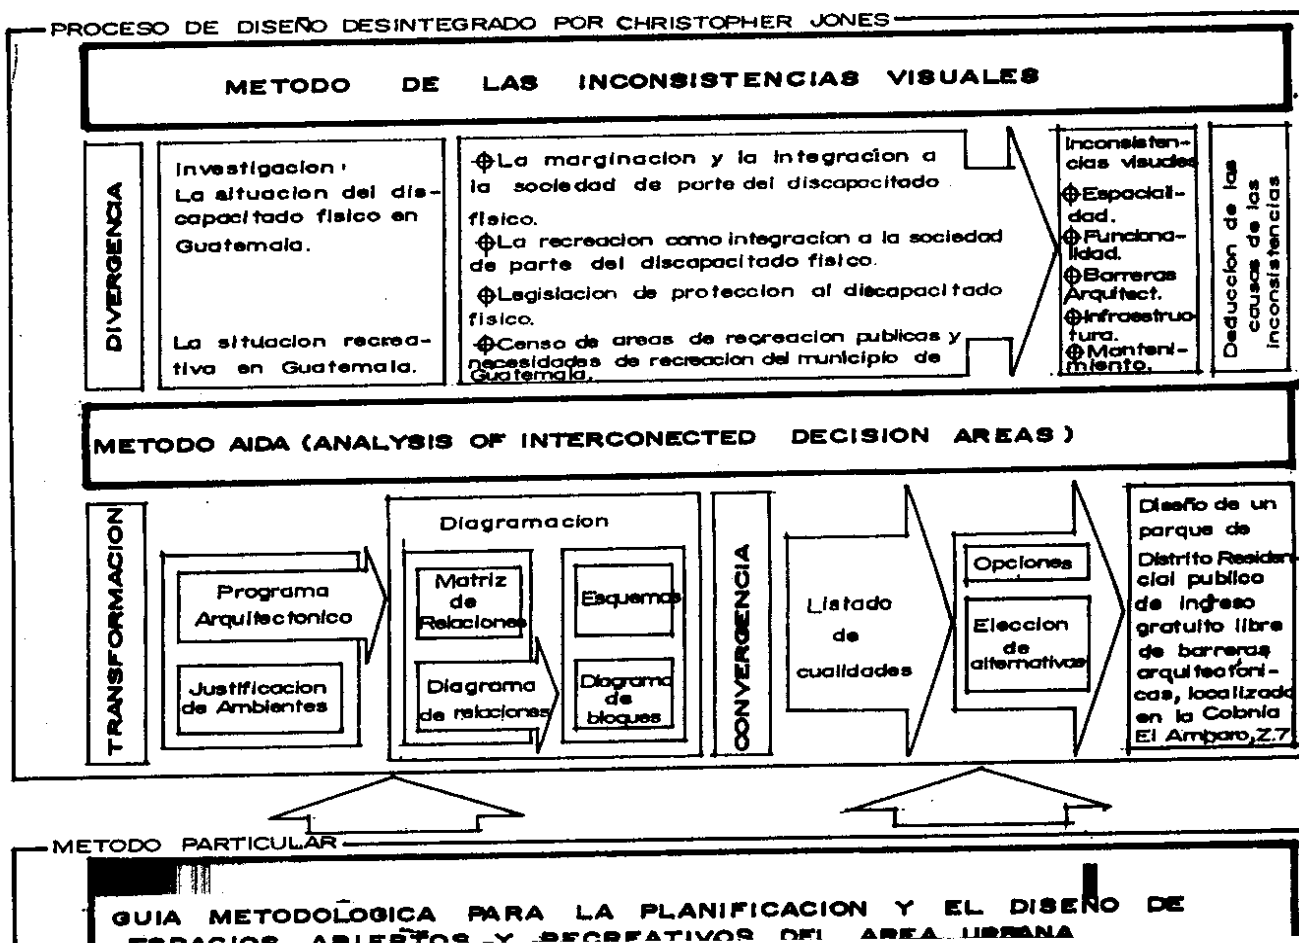 PROCESO DE DISEÑO DESINTEGRADO POR CHRISTOPHER JONES
METODO DE LAS INCONSISTENCIAS VISUALES
DIVERGENCIA
Investigacion:
La situacion del dis-
capacitado fisico en
Guatemala.
La situacion recrea-
tiva en Guatemala.
La marginacion y la integracion a
la sociedad de parte del discapacitado
fisico.
La recreacion como integracion a la sociedad
de parte del discapacitado fisico.
Legislacion de proteccion al discapacitado
fisico.
Censo de areas de recreacion publicas y
necesidades de recreacion del municipio de
Guatemala.
Inconsisten-
cias visuales
Espaciali-
dad.
Funciona-
lidad.
Barreras
Arquitect.
Infraestruc-
tura.
Manteni-
miento.
Deduccion de las
causas de las
inconsistencias
METODO AIDA (ANALYSIS OF INTERCONECTED DECISION AREAS)
TRANSFORMACION
Programa
Arquitectonico
Justificacion
de Ambientes
Diagramacion
Matriz
de
Relaciones
Diagrama
de relaciones
Esquemas
Diagrama
de
bloques
CONVERGENCIA
Listado
de
cualidades
Opciones
Eleccion
de
alternativas
Diseño de un
parque de
Distrito Residen
cial publico
de ingreso
gratuito libre
de barreras
arquitectóni-
cas, localizado
en la Colonia
El Amparo, Z.7
METODO PARTICULAR
GUIA METODOLOGICA PARA LA PLANIFICACION Y EL DISEÑO DE
ESPACIOS ABIERTOS Y RECREATIVOS DEL AREA URBANA